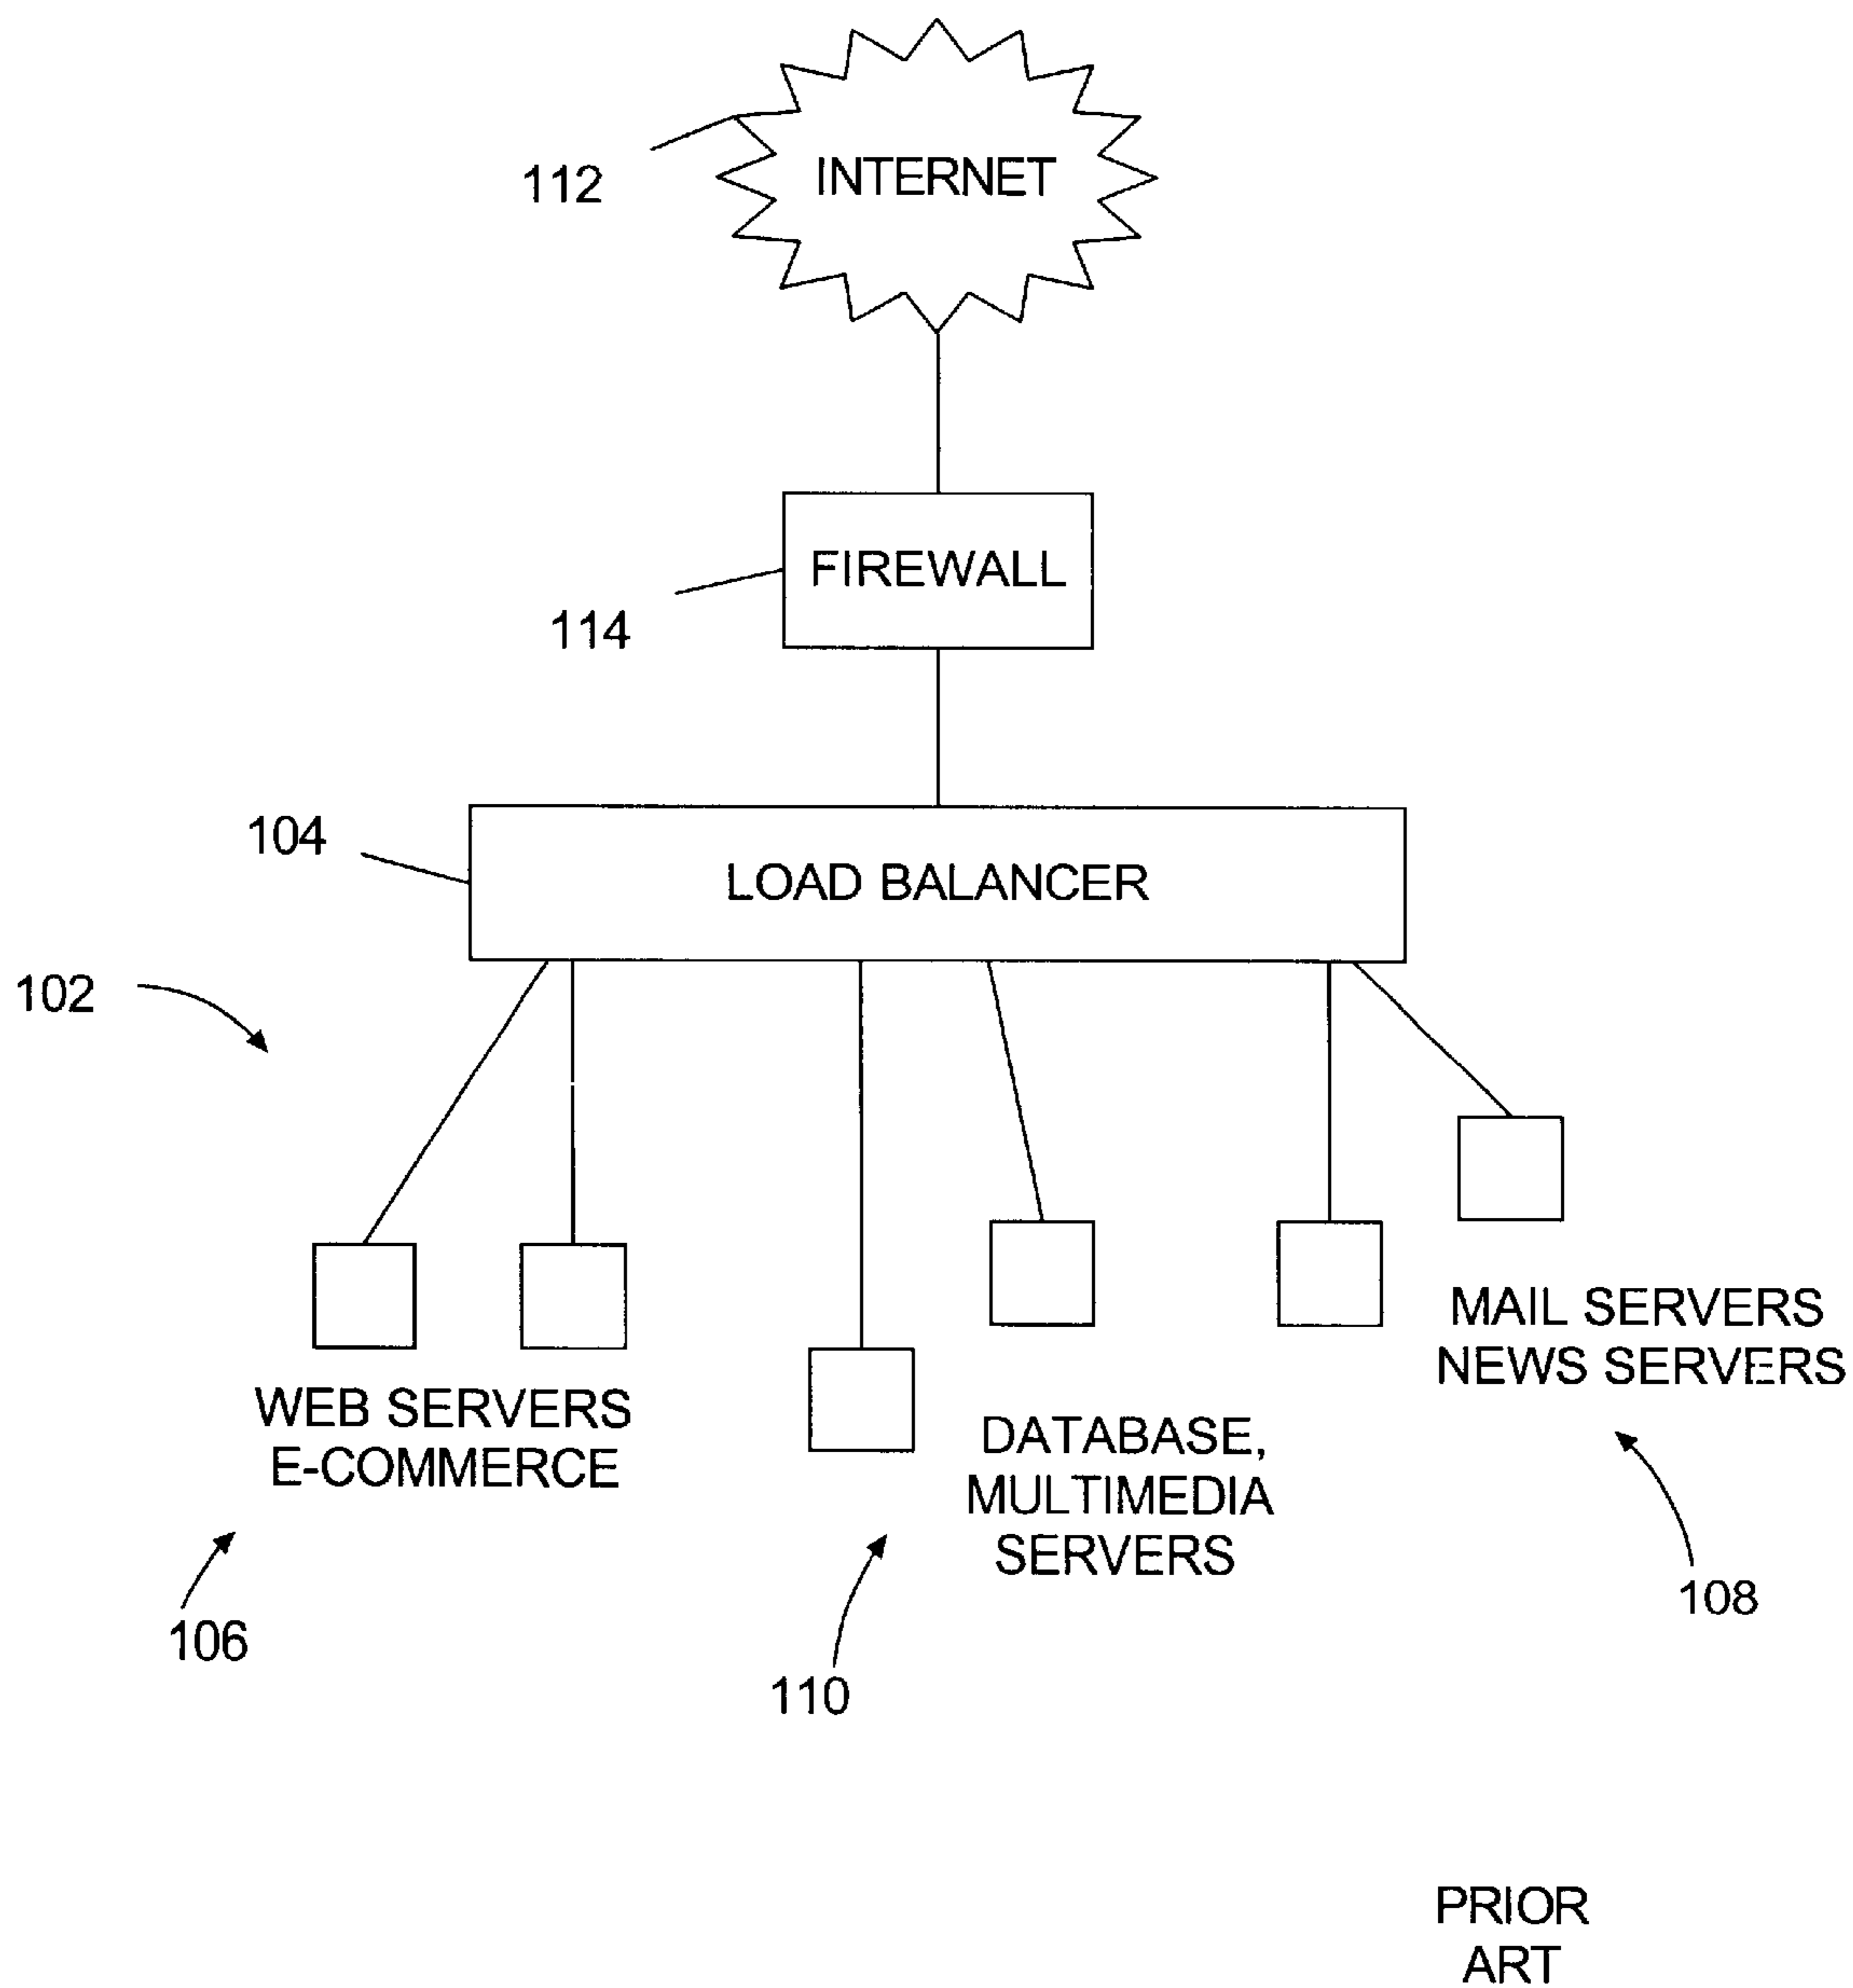 INTERNET
112
FIREWALL
114
104
LOAD BALANCER
102
MAIL SERVERS
NEWS SERVERS
WEB SERVERS
E-COMMERCE
DATABASE,
MULTIMEDIA
SERVERS
106
110
108
PRIOR
ART